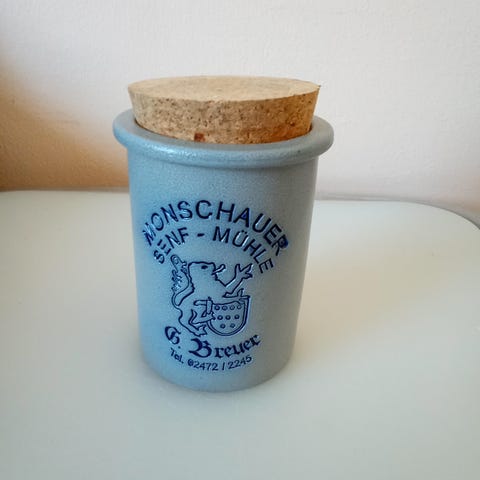 MONSCHAUER
SENF - MÜHLE
G. Breuer
Tel. 02472 / 2245